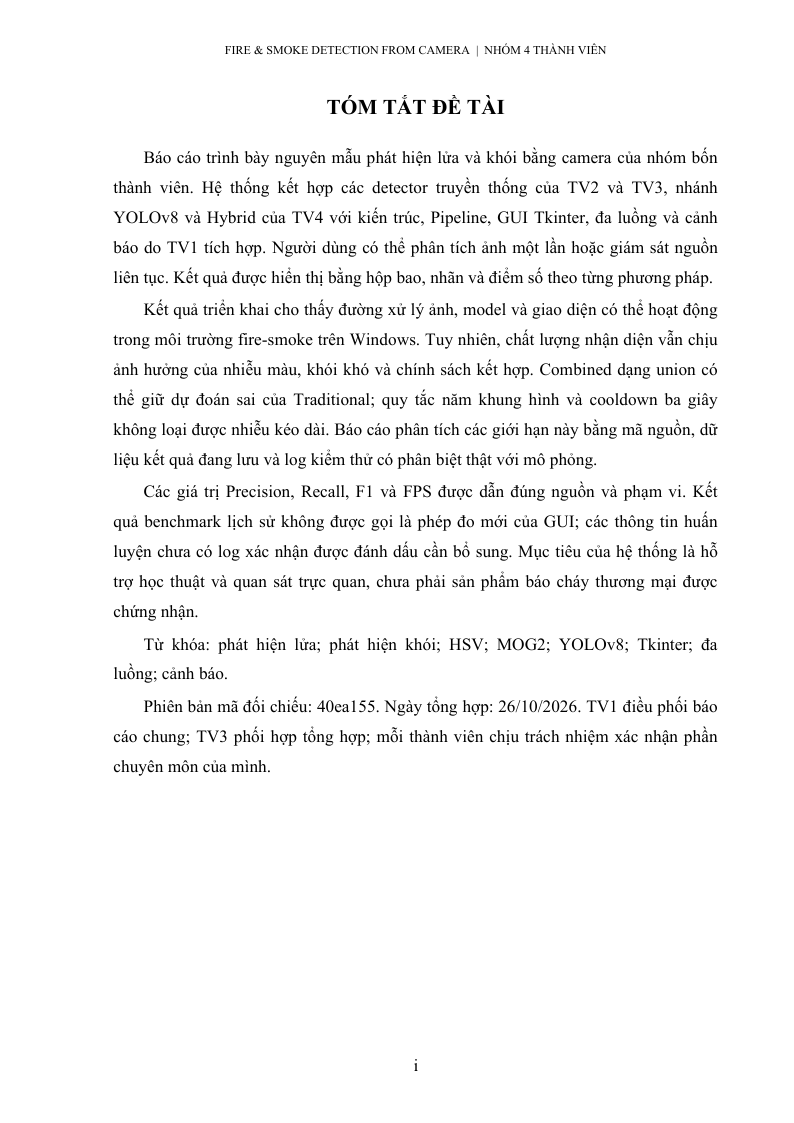 FIRE & SMOKE DETECTION FROM CAMERA | NHÓM 4 THÀNH VIÊN
TÓM TẮT ĐỀ TÀI
Báo cáo trình bày nguyên mẫu phát hiện lửa và khói bằng camera của nhóm bốn
thành viên. Hệ thống kết hợp các detector truyền thống của TV2 và TV3, nhánh
YOLOv8 và Hybrid của TV4 với kiến trúc, Pipeline, GUI Tkinter, đa luồng và cảnh
báo do TV1 tích hợp. Người dùng có thể phân tích ảnh một lần hoặc giám sát nguồn
liên tục. Kết quả được hiển thị bằng hộp bao, nhãn và điểm số theo từng phương pháp.
Kết quả triển khai cho thấy đường xử lý ảnh, model và giao diện có thể hoạt động
trong môi trường fire-smoke trên Windows. Tuy nhiên, chất lượng nhận diện vẫn chịu
ảnh hưởng của nhiễu màu, khói khó và chính sách kết hợp. Combined dạng union có
thể giữ dự đoán sai của Traditional; quy tắc năm khung hình và cooldown ba giây
không loại được nhiễu kéo dài. Báo cáo phân tích các giới hạn này bằng mã nguồn, dữ
liệu kết quả đang lưu và log kiểm thử có phân biệt thật với mô phỏng.
Các giá trị Precision, Recall, F1 và FPS được dẫn đúng nguồn và phạm vi. Kết
quả benchmark lịch sử không được gọi là phép đo mới của GUI; các thông tin huấn
luyện chưa có log xác nhận được đánh dấu cần bổ sung. Mục tiêu của hệ thống là hỗ
trợ học thuật và quan sát trực quan, chưa phải sản phẩm báo cháy thương mại được
chứng nhận.
Từ khóa: phát hiện lửa; phát hiện khói; HSV; MOG2; YOLOv8; Tkinter; đa
luồng; cảnh báo.
Phiên bản mã đối chiếu: 40ea155. Ngày tổng hợp: 26/10/2026. TV1 điều phối báo
cáo chung; TV3 phối hợp tổng hợp; mỗi thành viên chịu trách nhiệm xác nhận phần
chuyên môn của mình.
i